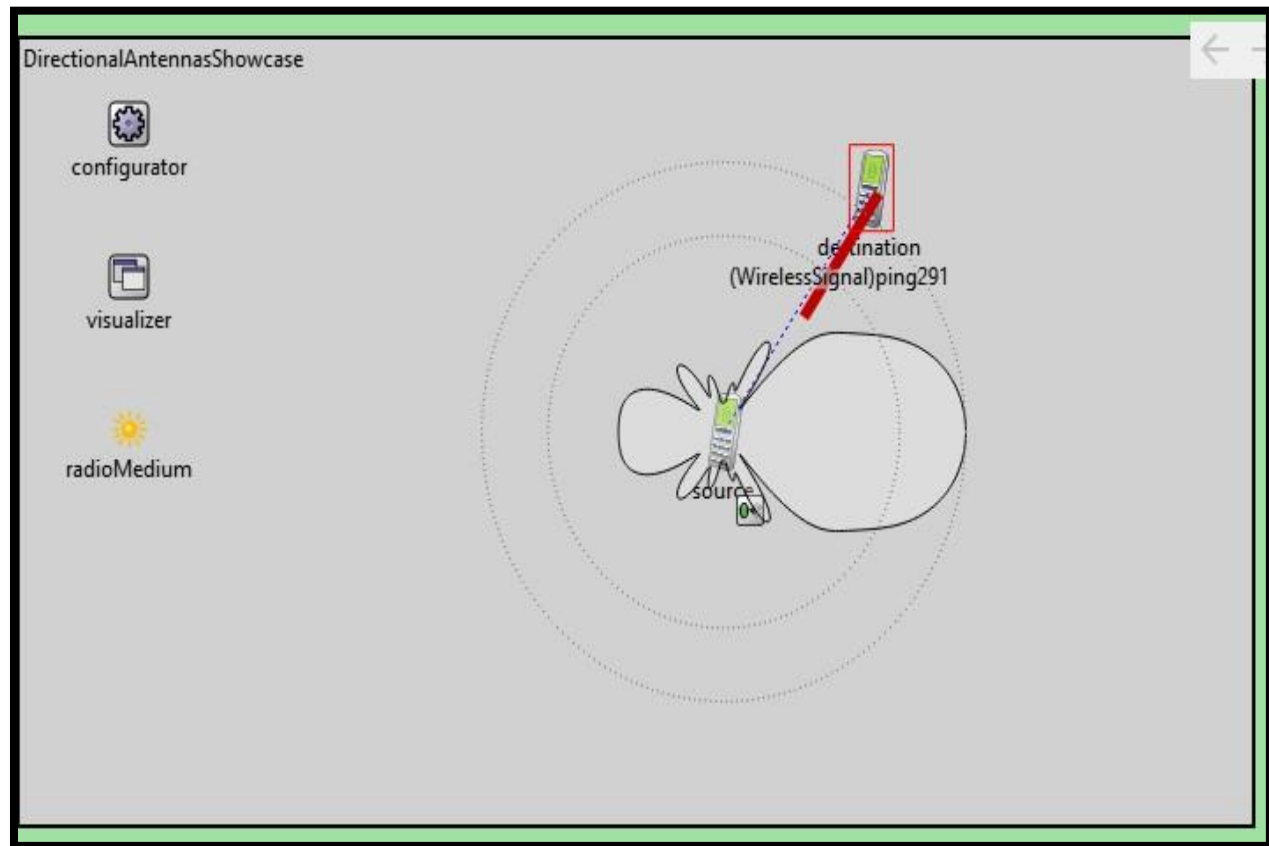 DirectionalAntennasShowcase
configurator
destination
(WirelessSignal)ping291
visualizer
radioMedium
source